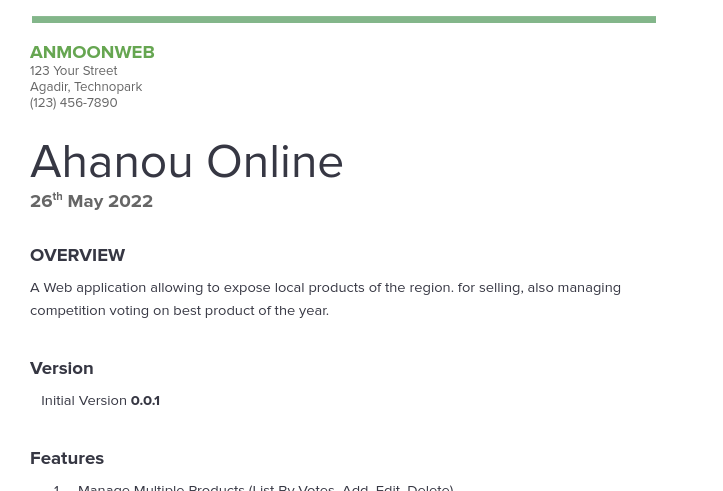 ANMOONWEB
123 Your Street
Agadir, Technopark
(123) 456-7890
Ahanou Online
26th May 2022
OVERVIEW
A Web application allowing to expose local products of the region. for selling, also managing
competition voting on best product of the year.
Version
Initial Version 0.0.1
Features
1. Manage Multiple Products (List By Votes, Add, Edit, Delete)